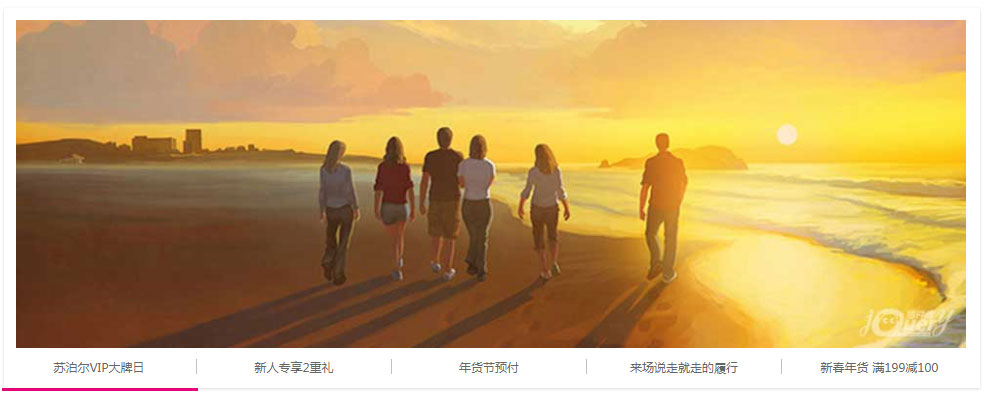 jQuery
苏泊尔VIP大牌日
新人专享2重礼
年货节预付
来场说走就走的履行
新春年货 满199减100